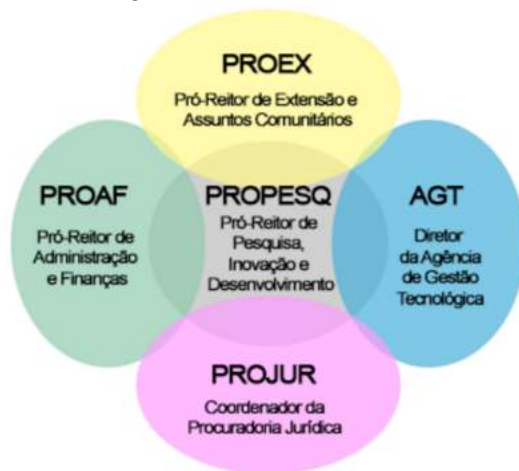 PROEX
Pró-Reitor de Extensão e
Assuntos Comunitários
PROAF
Pró-Reitor de
Administração
e Finanças
PROPESQ
Pró-Reitor de
Pesquisa,
Inovação e
Desenvolvimento
AGT
Diretor
da Agência
de Gestão
Tecnológica
PROJUR
Coordenador da
Procuradoria Jurídica